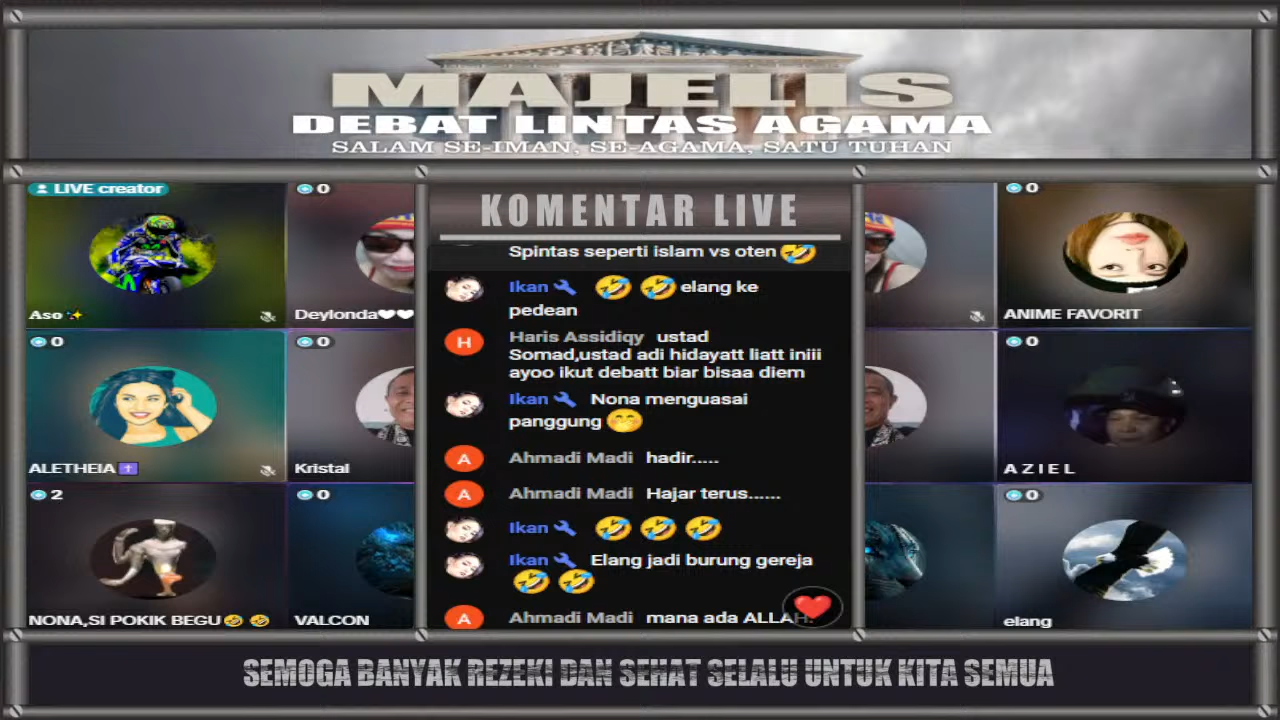 MAJELIS
DEBAT LINTAS AGAMA
SALAM SE-IMAN, SE-AGAMA, SATU TUHAN
LIVE creator
0
Aso
Deylonda
0
ALETHEIA
0
Kristal
2
NONA,SI POKIK BEGU
0
VALCON
KOMENTAR LIVE
Spintas seperti islam vs oten 🤣
Ikan 🔧 🤣 🤣 elang ke
pedean
Haris Assidiqy ustad
Somad,ustad adi hidayatt liatt iniii
ayoo ikut debatt biar bisaa diem
Ikan 🔧 Nona menguasai
panggung 🤭
Ahmadi Madi hadir.....
Ahmadi Madi Hajar terus......
Ikan 🔧 🤣 🤣 🤣
Ikan 🔧 Elang jadi burung gereja
🤣 🤣
Ahmadi Madi mana ada ALLAH.
0
ANIME FAVORIT
0
A Z I E L
0
elang
SEMOGA BANYAK REZEKI DAN SEHAT SELALU UNTUK KITA SEMUA